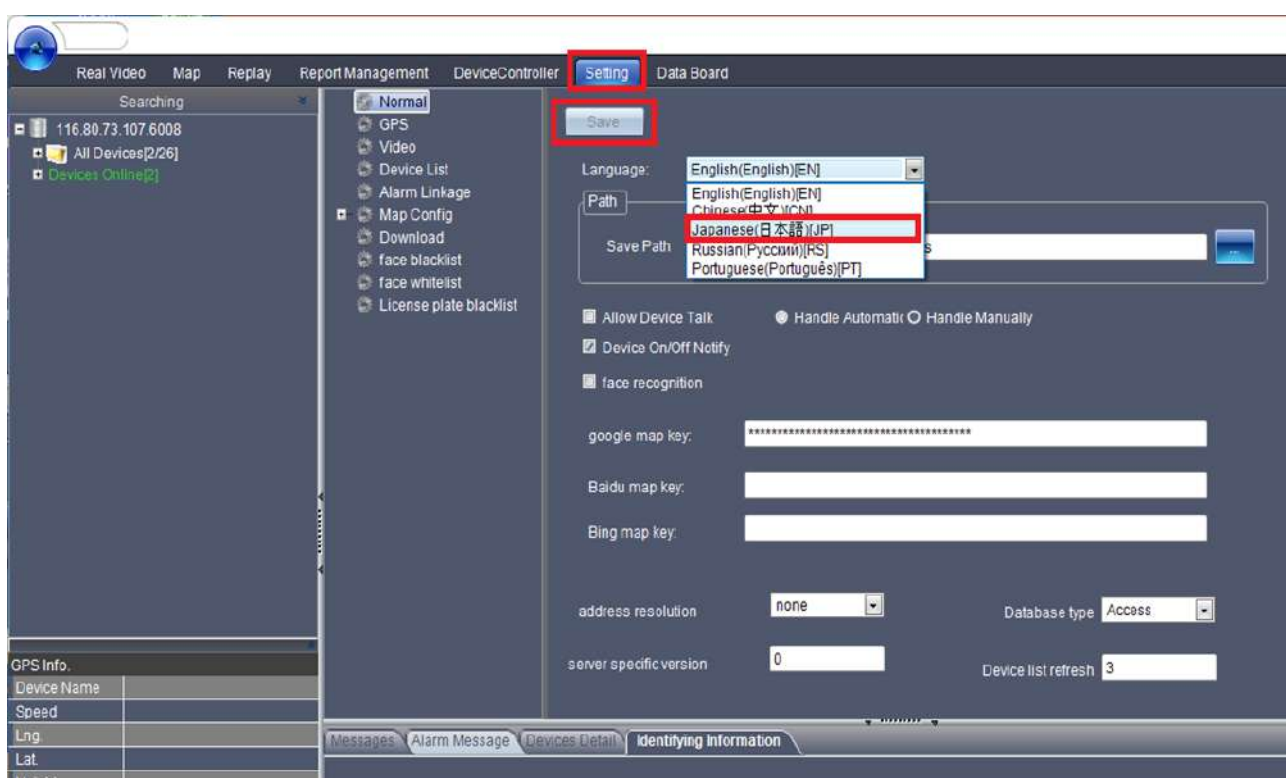 Real Video Map Replay Report Management DeviceController Setting Data Board
Searching
116.80.73.107.6008
All Devices[2/26]
Devices Online[2]
Normal
GPS
Video
Device List
Alarm Linkage
Map Config
Download
face blacklist
face whitelist
License plate blacklist
Save
Language: English(English)[EN]
English(English)[EN]
Chinese(中文)[CN]
Japanese(日本語)[JP]
Russian(Русский)[RS]
Portuguese(Português)[PT]
Path
Save Path
s
...
Allow Device Talk Handle Automatic Handle Manually
Device On/Off Notify
face recognition
google map key: ****************************************
Baidu map key:
Bing map key:
address resolution none Database type Access
server specific version 0 Device list refresh 3
GPS Info.
Device Name
Speed
Lng.
Lat.
Messages Alarm Message Devices Detail Identifying Information